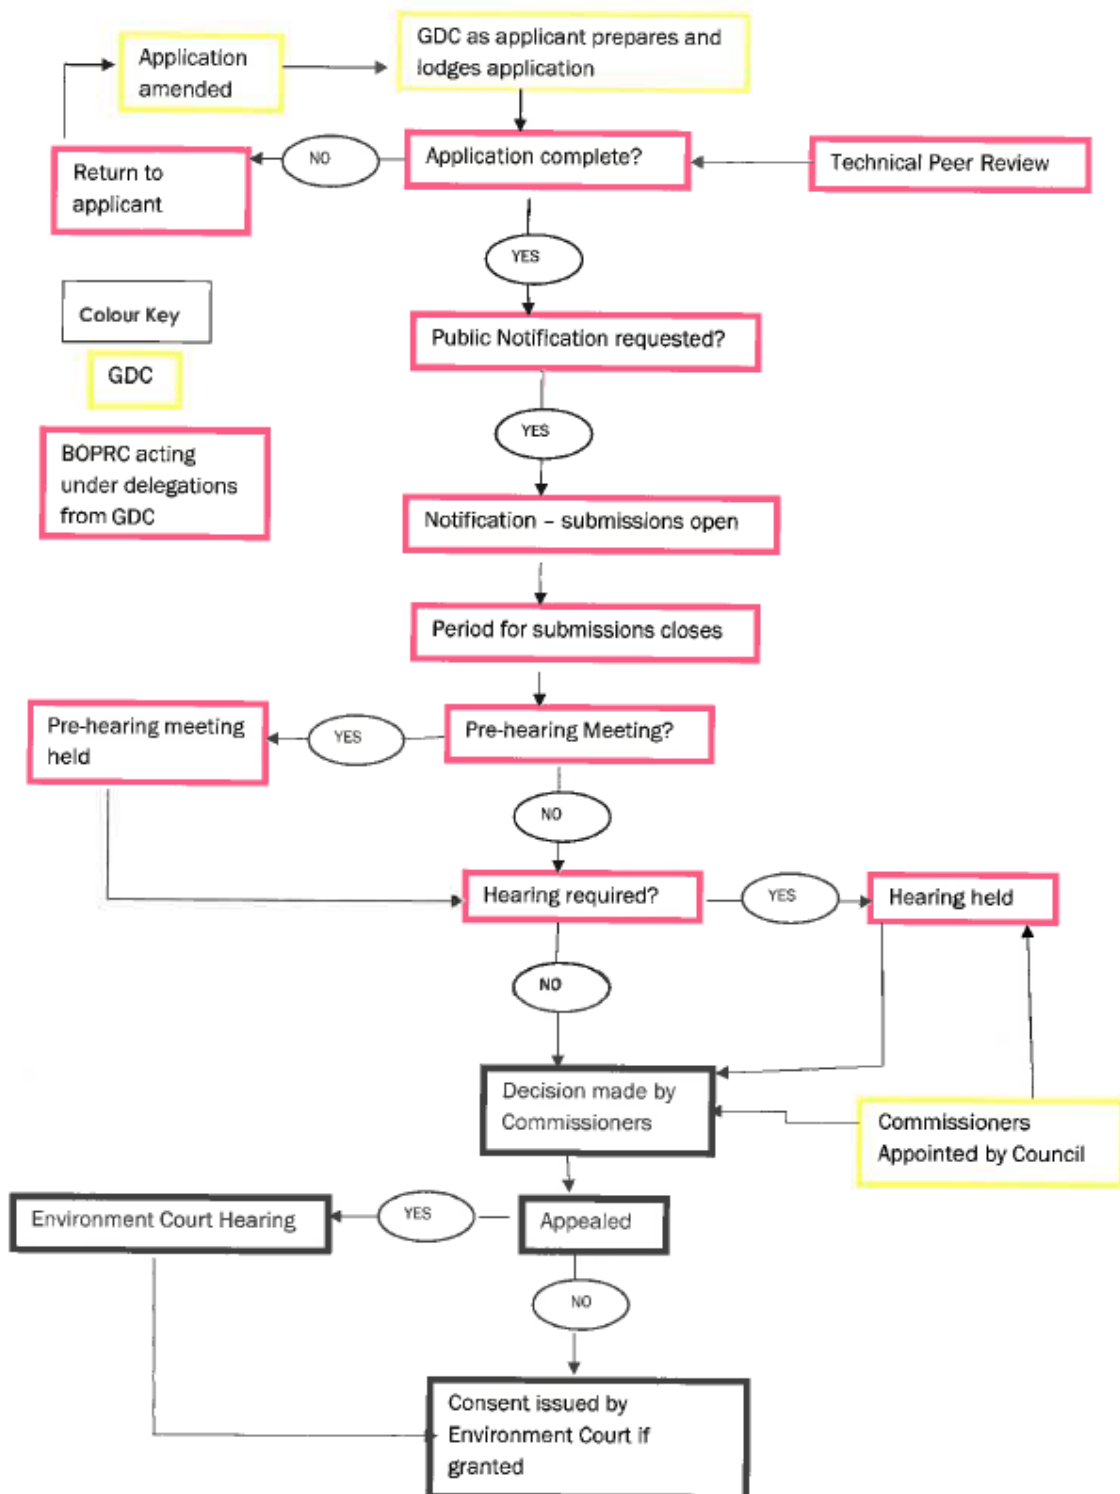 GDC as applicant prepares and
lodges application
Application
amended
Application complete?
NO
Return to
applicant
Technical Peer Review
YES
Colour Key
GDC
BOPRC acting
under delegations
from GDC
Public Notification requested?
YES
Notification – submissions open
Period for submissions closes
Pre-hearing Meeting?
YES
Pre-hearing meeting
held
NO
Hearing required?
YES
Hearing held
NO
Decision made by
Commissioners
Commissioners
Appointed by Council
Appealed
YES
Environment Court Hearing
NO
Consent issued by
Environment Court if
granted